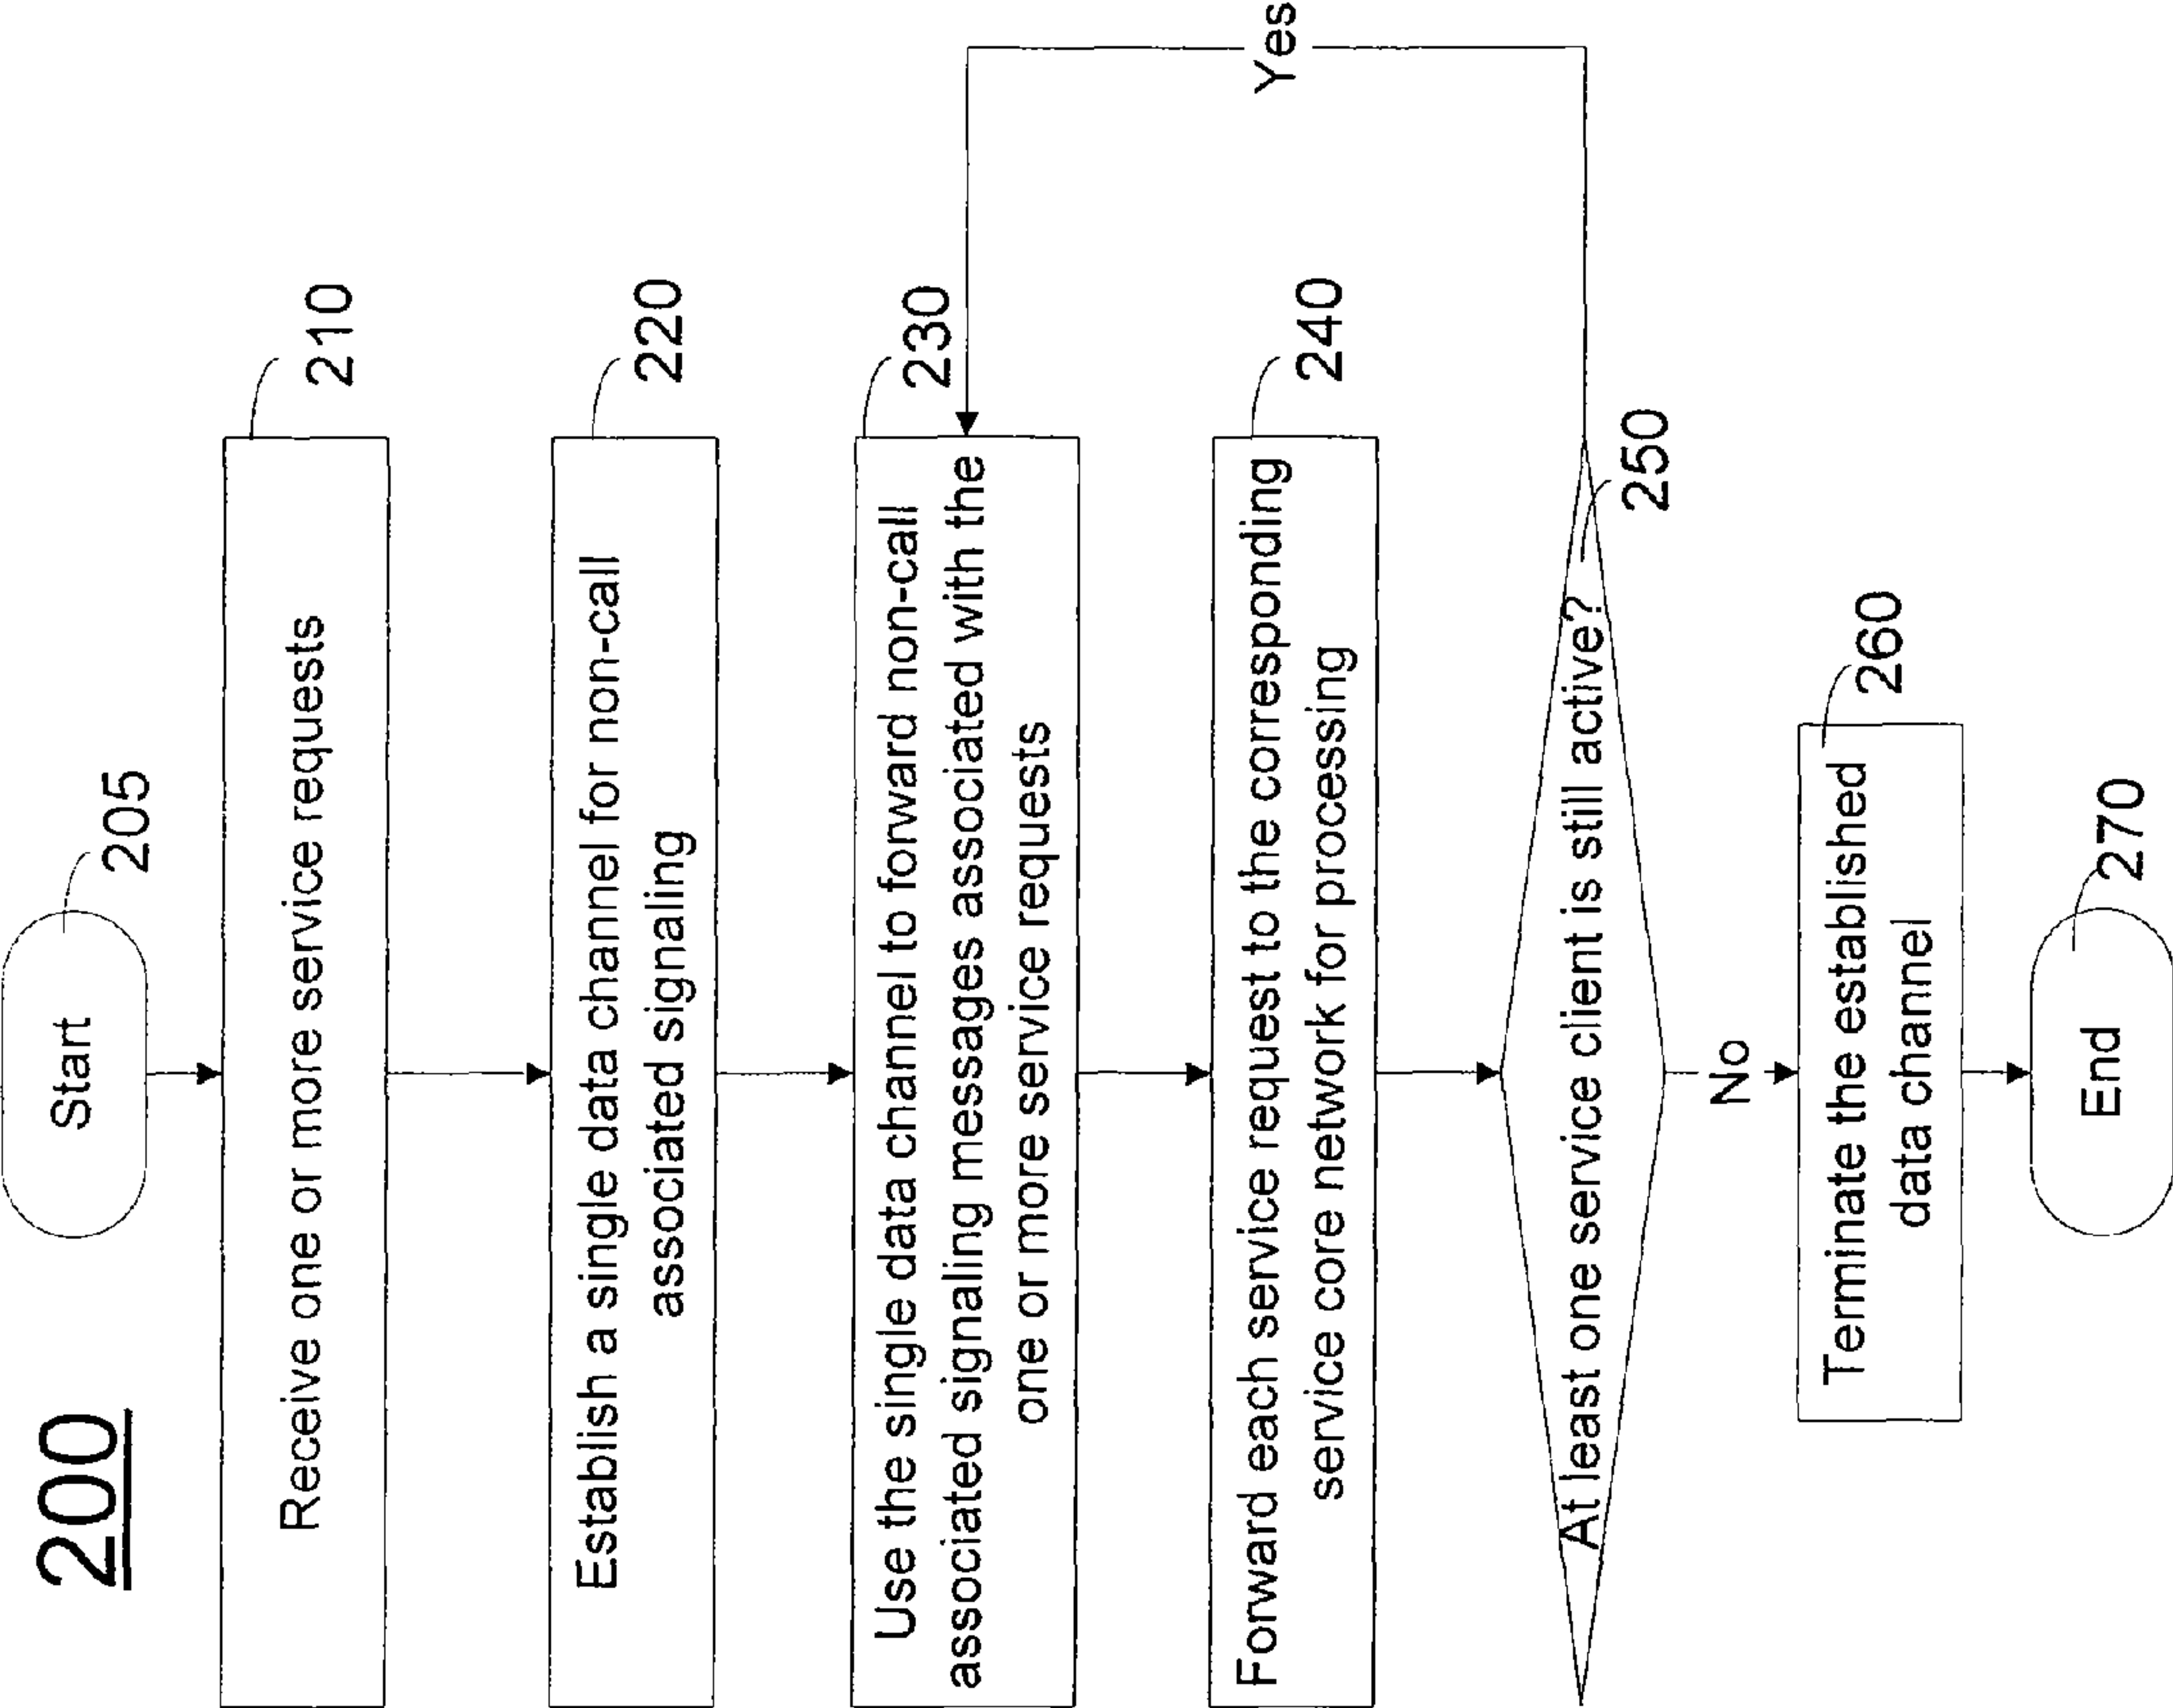 200
Start
205
Receive one or more service requests
210
Establish a single data channel for non-call
associated signaling
220
Use the single data channel to forward non-call
associated signaling messages associated with the
one or more service requests
230
Forward each service request to the corresponding
service core network for processing
240
At least one service client is still active?
250
Yes
No
Terminate the established
data channel
260
End
270